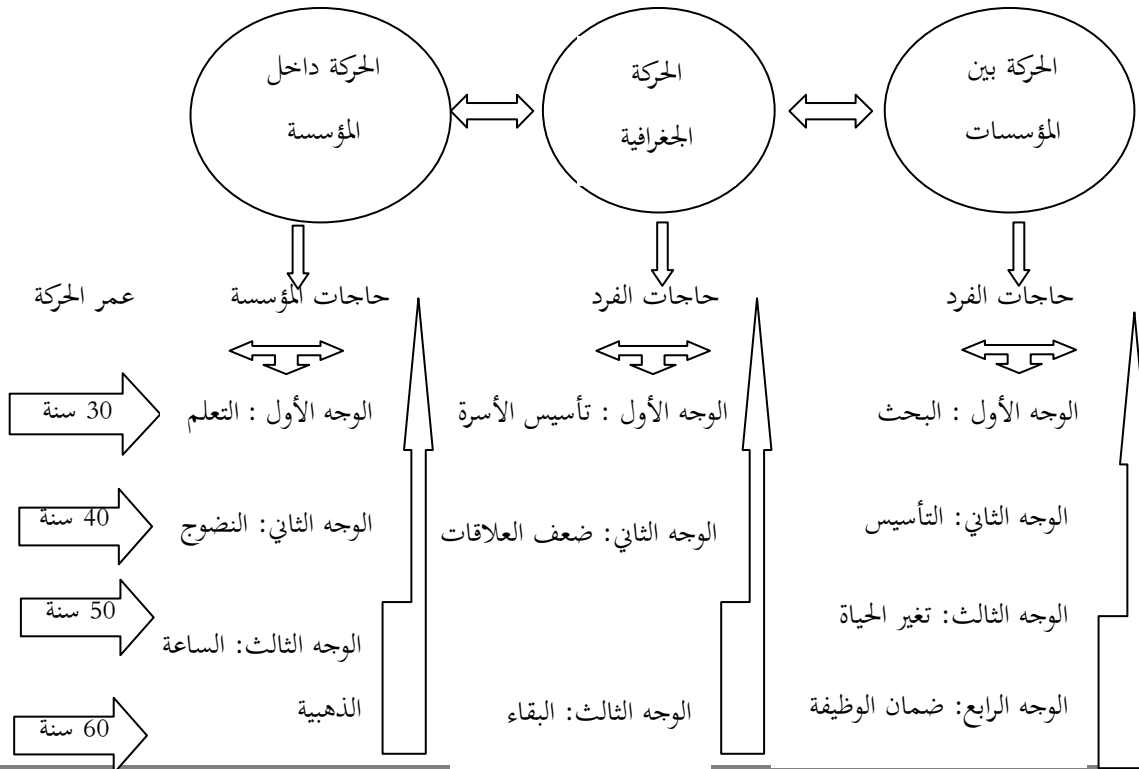 الحركة بين
المؤسسات
الحركة
الجغرافية
الحركة داخل
المؤسسة
حاجات الفرد
حاجات الفرد
حاجات المؤسسة
عمر الحركة
الوجه الأول : البحث
الوجه الأول : تأسيس الأسرة
الوجه الأول : التعلم
30 سنة
الوجه الثاني: التأسيس
الوجه الثاني: ضعف العلاقات
الوجه الثاني: النضوج
40 سنة
الوجه الثالث: تغير الحياة
الوجه الثالث: الساعة
الذهبية
50 سنة
الوجه الرابع: ضمان الوظيفة
الوجه الثالث: البقاء
60 سنة